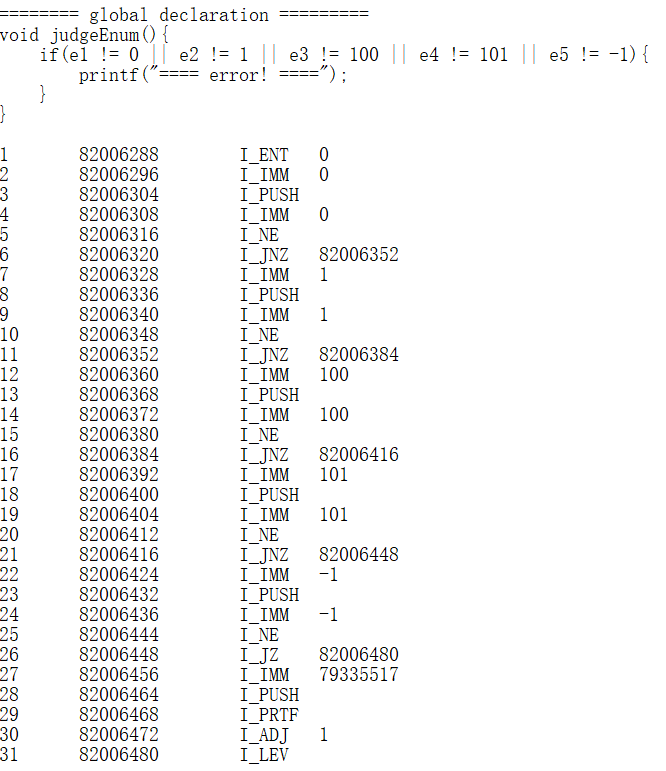 ======== global declaration =========
void judgeEnum(){
    if(e1 != 0 || e2 != 1 || e3 != 100 || e4 != 101 || e5 != -1){
        printf("==== error! ====");
    }
}
1 82006288 I_ENT 0
2 82006296 I_IMM 0
3 82006304 I_PUSH
4 82006308 I_IMM 0
5 82006316 I_NE
6 82006320 I_JNZ 82006352
7 82006328 I_IMM 1
8 82006336 I_PUSH
9 82006340 I_IMM 1
10 82006348 I_NE
11 82006352 I_JNZ 82006384
12 82006360 I_IMM 100
13 82006368 I_PUSH
14 82006372 I_IMM 100
15 82006380 I_NE
16 82006384 I_JNZ 82006416
17 82006392 I_IMM 101
18 82006400 I_PUSH
19 82006404 I_IMM 101
20 82006412 I_NE
21 82006416 I_JNZ 82006448
22 82006424 I_IMM -1
23 82006432 I_PUSH
24 82006436 I_IMM -1
25 82006444 I_NE
26 82006448 I_JZ 82006480
27 82006456 I_IMM 79335517
28 82006464 I_PUSH
29 82006468 I_PRTF
30 82006472 I_ADJ 1
31 82006480 I_LEV